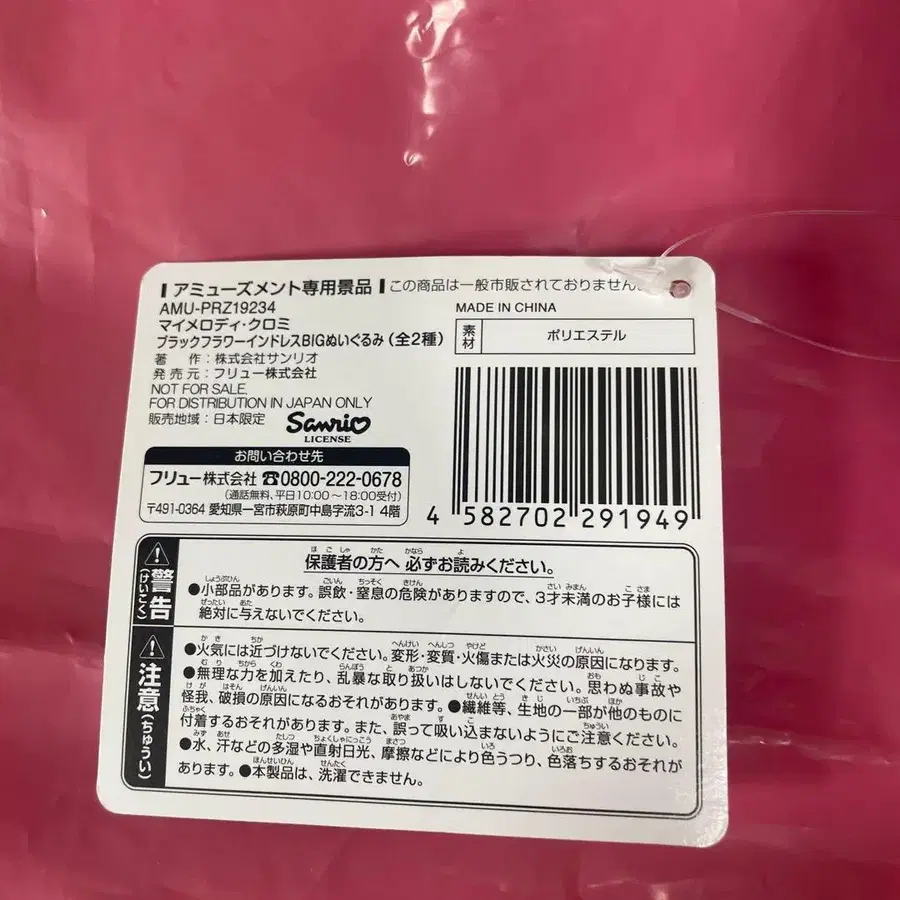 アミューズメント専用景品 この商品は一般市販されておりません。
AMU-PRZ19234
マイメロディ・クロミ
ブラックフラワーインドレスBIGぬいぐるみ(全2種)
著 作:株式会社サンリオ
発 売 元:フリュー株式会社
NOT FOR SALE.
FOR DISTRIBUTION IN JAPAN ONLY
販売地域:日本限定
Sanrio
LICENSE
お問い合わせ先
フリュー株式会社 ☎0800-222-0678
(通話無料、平日10:00~18:00受付)
〒491-0364 愛知県一宮市萩原町中島字流3-1 4階
MADE IN CHINA
素材 ポリエステル
4 582702 291949
警告(けいこく)
保護者の方へ 必ずお読みください。
●小部品があります。誤飲・窒息の危険がありますので、3才未満のお子様には
絶対に与えないでください。
注意(ちゅうい)
●火気には近づけないでください。変形・変質・火傷または火災の原因になります。
●無理な力を加えたり、乱暴な取り扱いはしないでください。思わぬ事故や
怪我、破損の原因になるおそれがあります。●繊維等、生地の一部が他のものに
付着するおそれがあります。また、誤って吸い込まないようにご注意ください。
●水、汗などの多湿や直射日光、摩擦などにより色うつり、色落ちするおそれが
あります。●本製品は、洗濯できません。